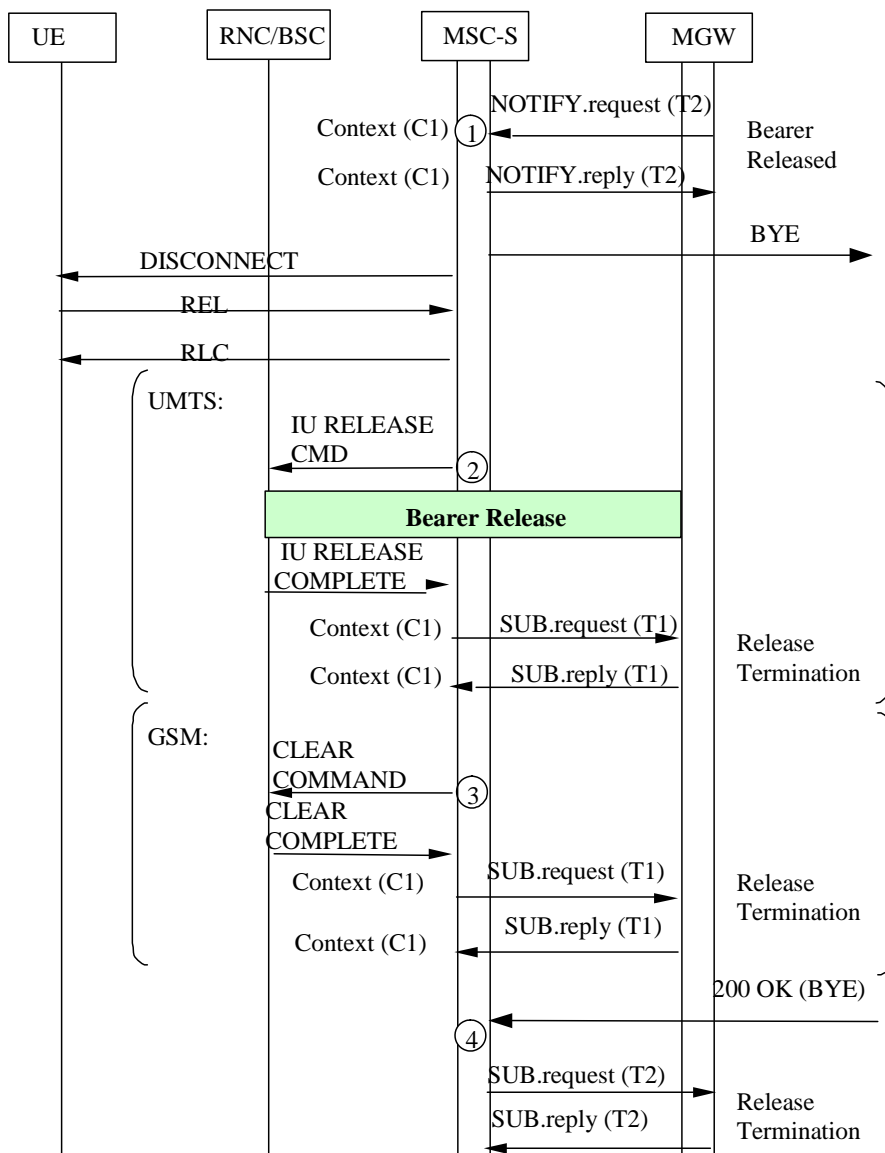 UE
RNC/BSC
MSC-S
MGW
NOTIFY.request (T2)
Context (C1)
1
Bearer
Released
Context (C1)
NOTIFY.reply (T2)
BYE
DISCONNECT
REL
RLC
UMTS:
IU RELEASE
CMD
2
Bearer Release
IU RELEASE
COMPLETE
Context (C1)
SUB.request (T1)
Release
Termination
Context (C1)
SUB.reply (T1)
GSM:
CLEAR
COMMAND
3
CLEAR
COMPLETE
Context (C1)
SUB.request (T1)
Release
Termination
Context (C1)
SUB.reply (T1)
200 OK (BYE)
4
SUB.request (T2)
Release
Termination
SUB.reply (T2)